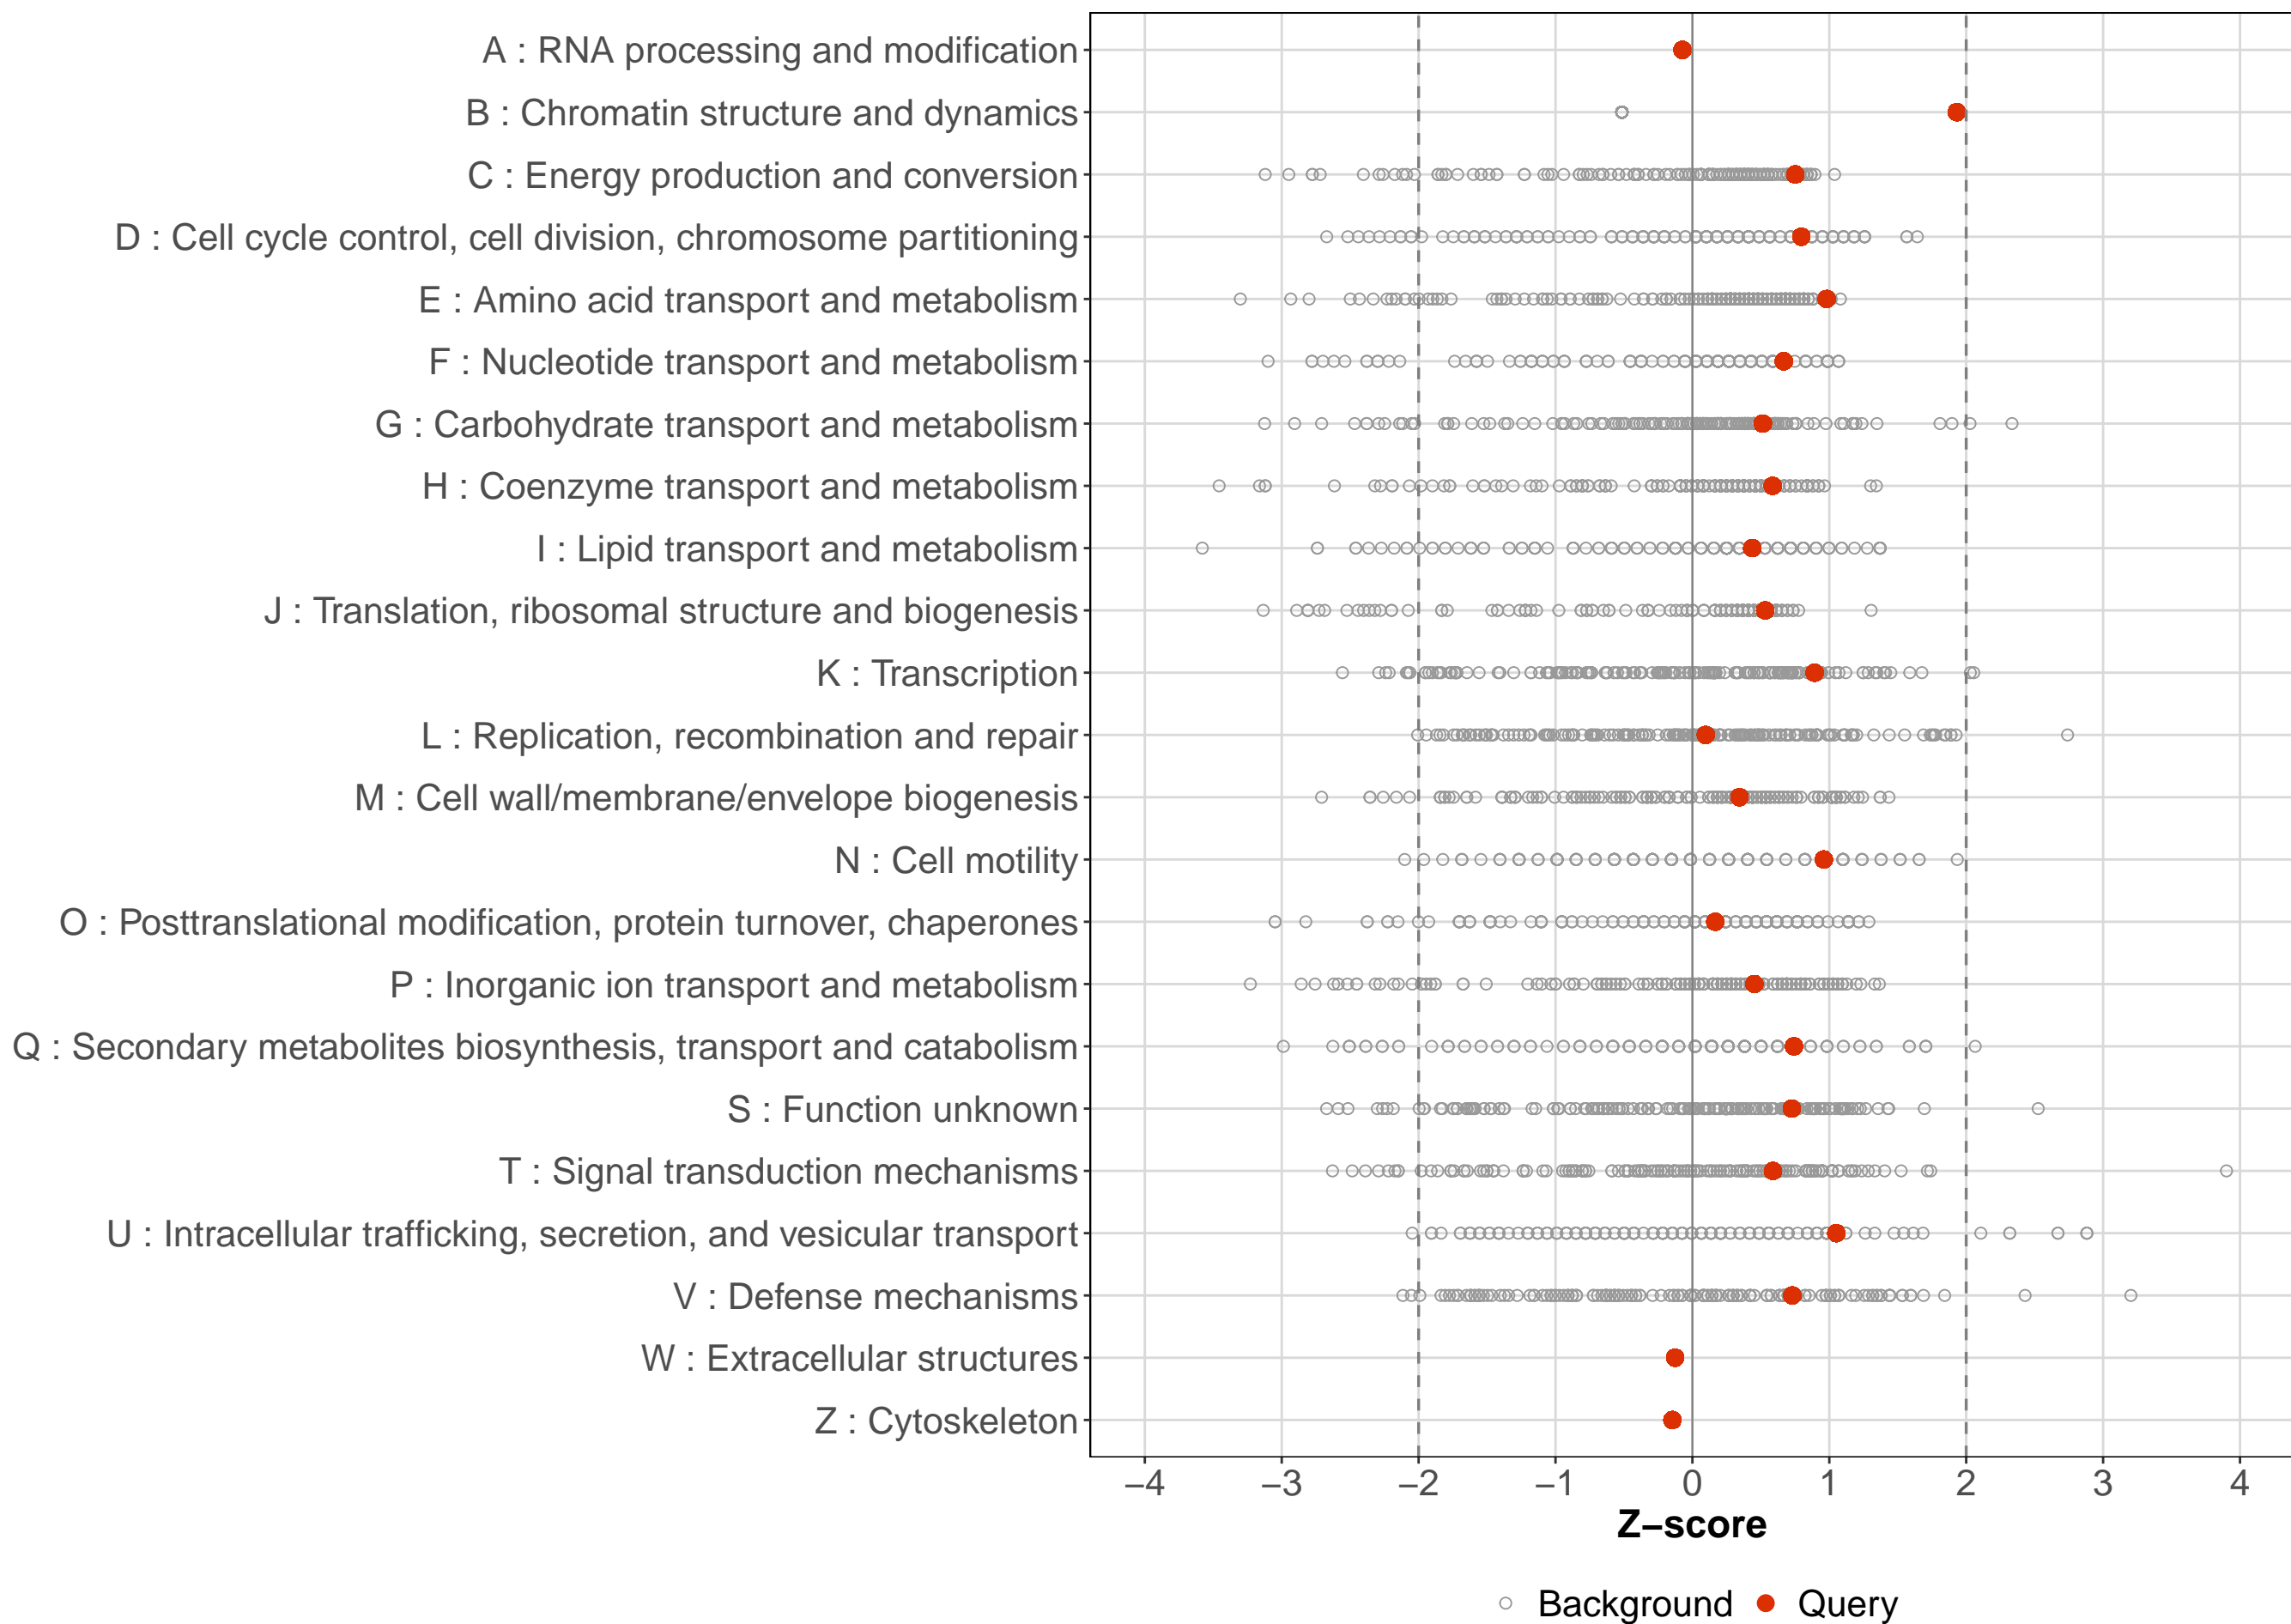 A : RNA processing and modification
B : Chromatin structure and dynamics
C : Energy production and conversion
D : Cell cycle control, cell division, chromosome partitioning
E : Amino acid transport and metabolism
F : Nucleotide transport and metabolism
G : Carbohydrate transport and metabolism
H : Coenzyme transport and metabolism
I : Lipid transport and metabolism
J : Translation, ribosomal structure and biogenesis
K : Transcription
L : Replication, recombination and repair
M : Cell wall/membrane/envelope biogenesis
N : Cell motility
O : Posttranslational modification, protein turnover, chaperones
P : Inorganic ion transport and metabolism
Q : Secondary metabolites biosynthesis, transport and catabolism
S : Function unknown
T : Signal transduction mechanisms
U : Intracellular trafficking, secretion, and vesicular transport
V : Defense mechanisms
W : Extracellular structures
Z : Cytoskeleton
−4 −3 −2 −1 0 1 2 3 4
Z−score
Background Query